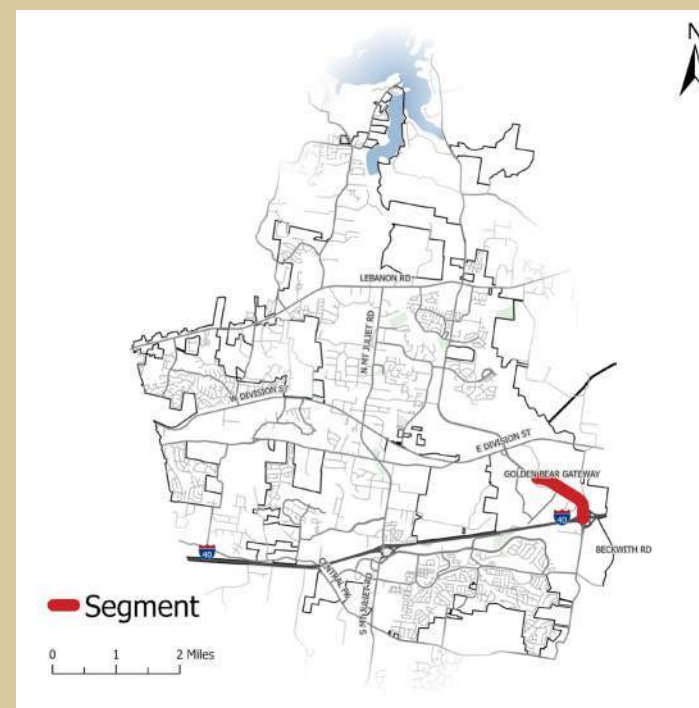 N
LEBANON RD
N MT JULIET RD
W DIVISION ST
E DIVISION ST
GOLDEN BEAR GATEWAY
40
BECKWITH RD
40
CENTRAL PK
S MT JULIET RD
Segment
0 1 2 Miles